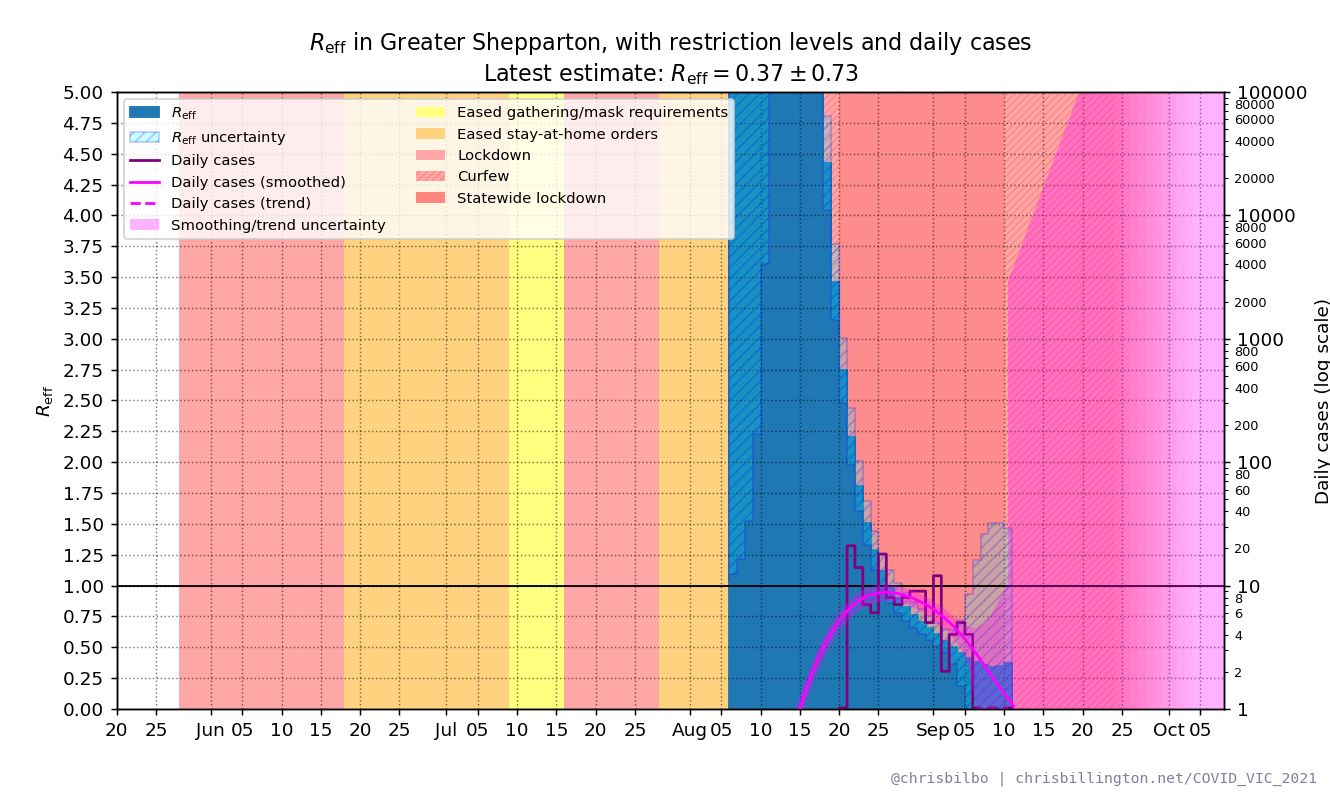 R_eff in Greater Shepparton, with restriction levels and daily cases
Latest estimate: R_eff = 0.37 ± 0.73
R_eff
R_eff uncertainty
Daily cases
Daily cases (smoothed)
Daily cases (trend)
Smoothing/trend uncertainty
Eased gathering/mask requirements
Eased stay-at-home orders
Lockdown
Curfew
Statewide lockdown
R_eff
5.00
4.75
4.50
4.25
4.00
3.75
3.50
3.25
3.00
2.75
2.50
2.25
2.00
1.75
1.50
1.25
1.00
0.75
0.50
0.25
0.00
20 25 Jun 05 10 15 20 25 Jul 05 10 15 20 25 Aug 05 10 15 20 25 Sep 05 10 15 20 25 Oct 05
100000
80000
60000
40000
20000
10000
8000
6000
4000
2000
1000
800
600
400
200
100
80
60
40
20
10
8
6
4
2
1
Daily cases (log scale)
@chrisbilbo | chrisbillington.net/COVID_VIC_2021